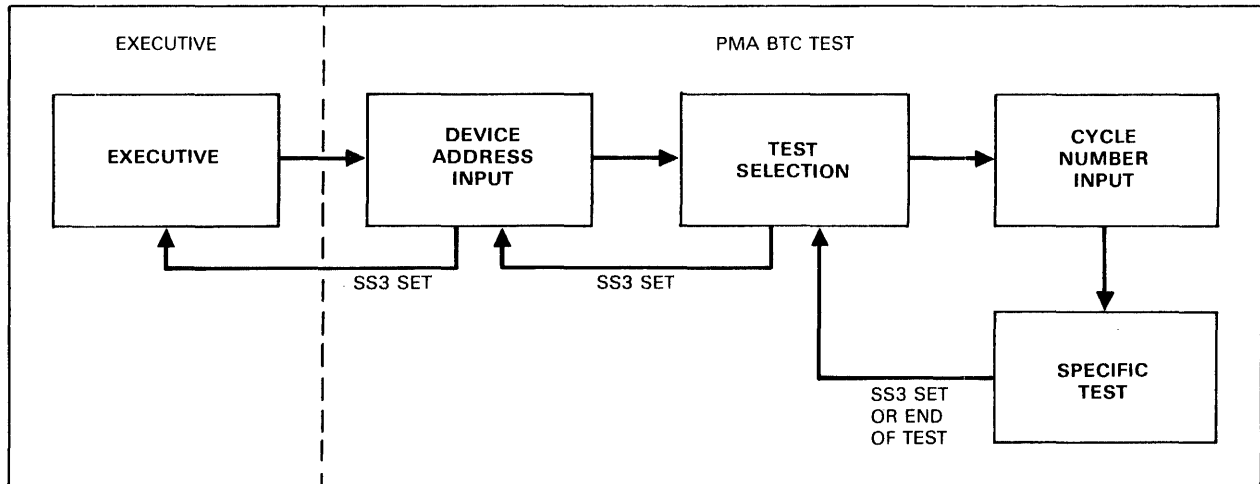 EXECUTIVE
PMA BTC TEST
EXECUTIVE
DEVICE
ADDRESS
INPUT
TEST
SELECTION
CYCLE
NUMBER
INPUT
SS3 SET
SS3 SET
SPECIFIC
TEST
SS3 SET
OR END
OF TEST